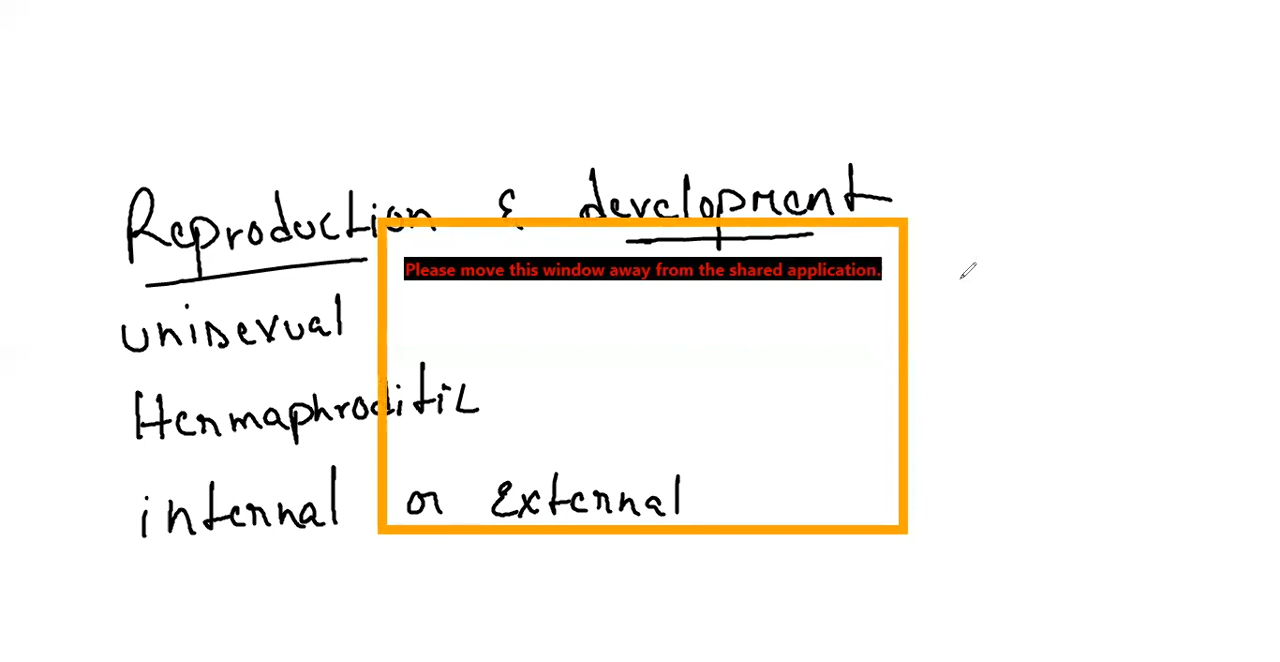 Reproduction & development
Please move this window away from the shared application.
unisexual
Hermaphroditic
internal or External